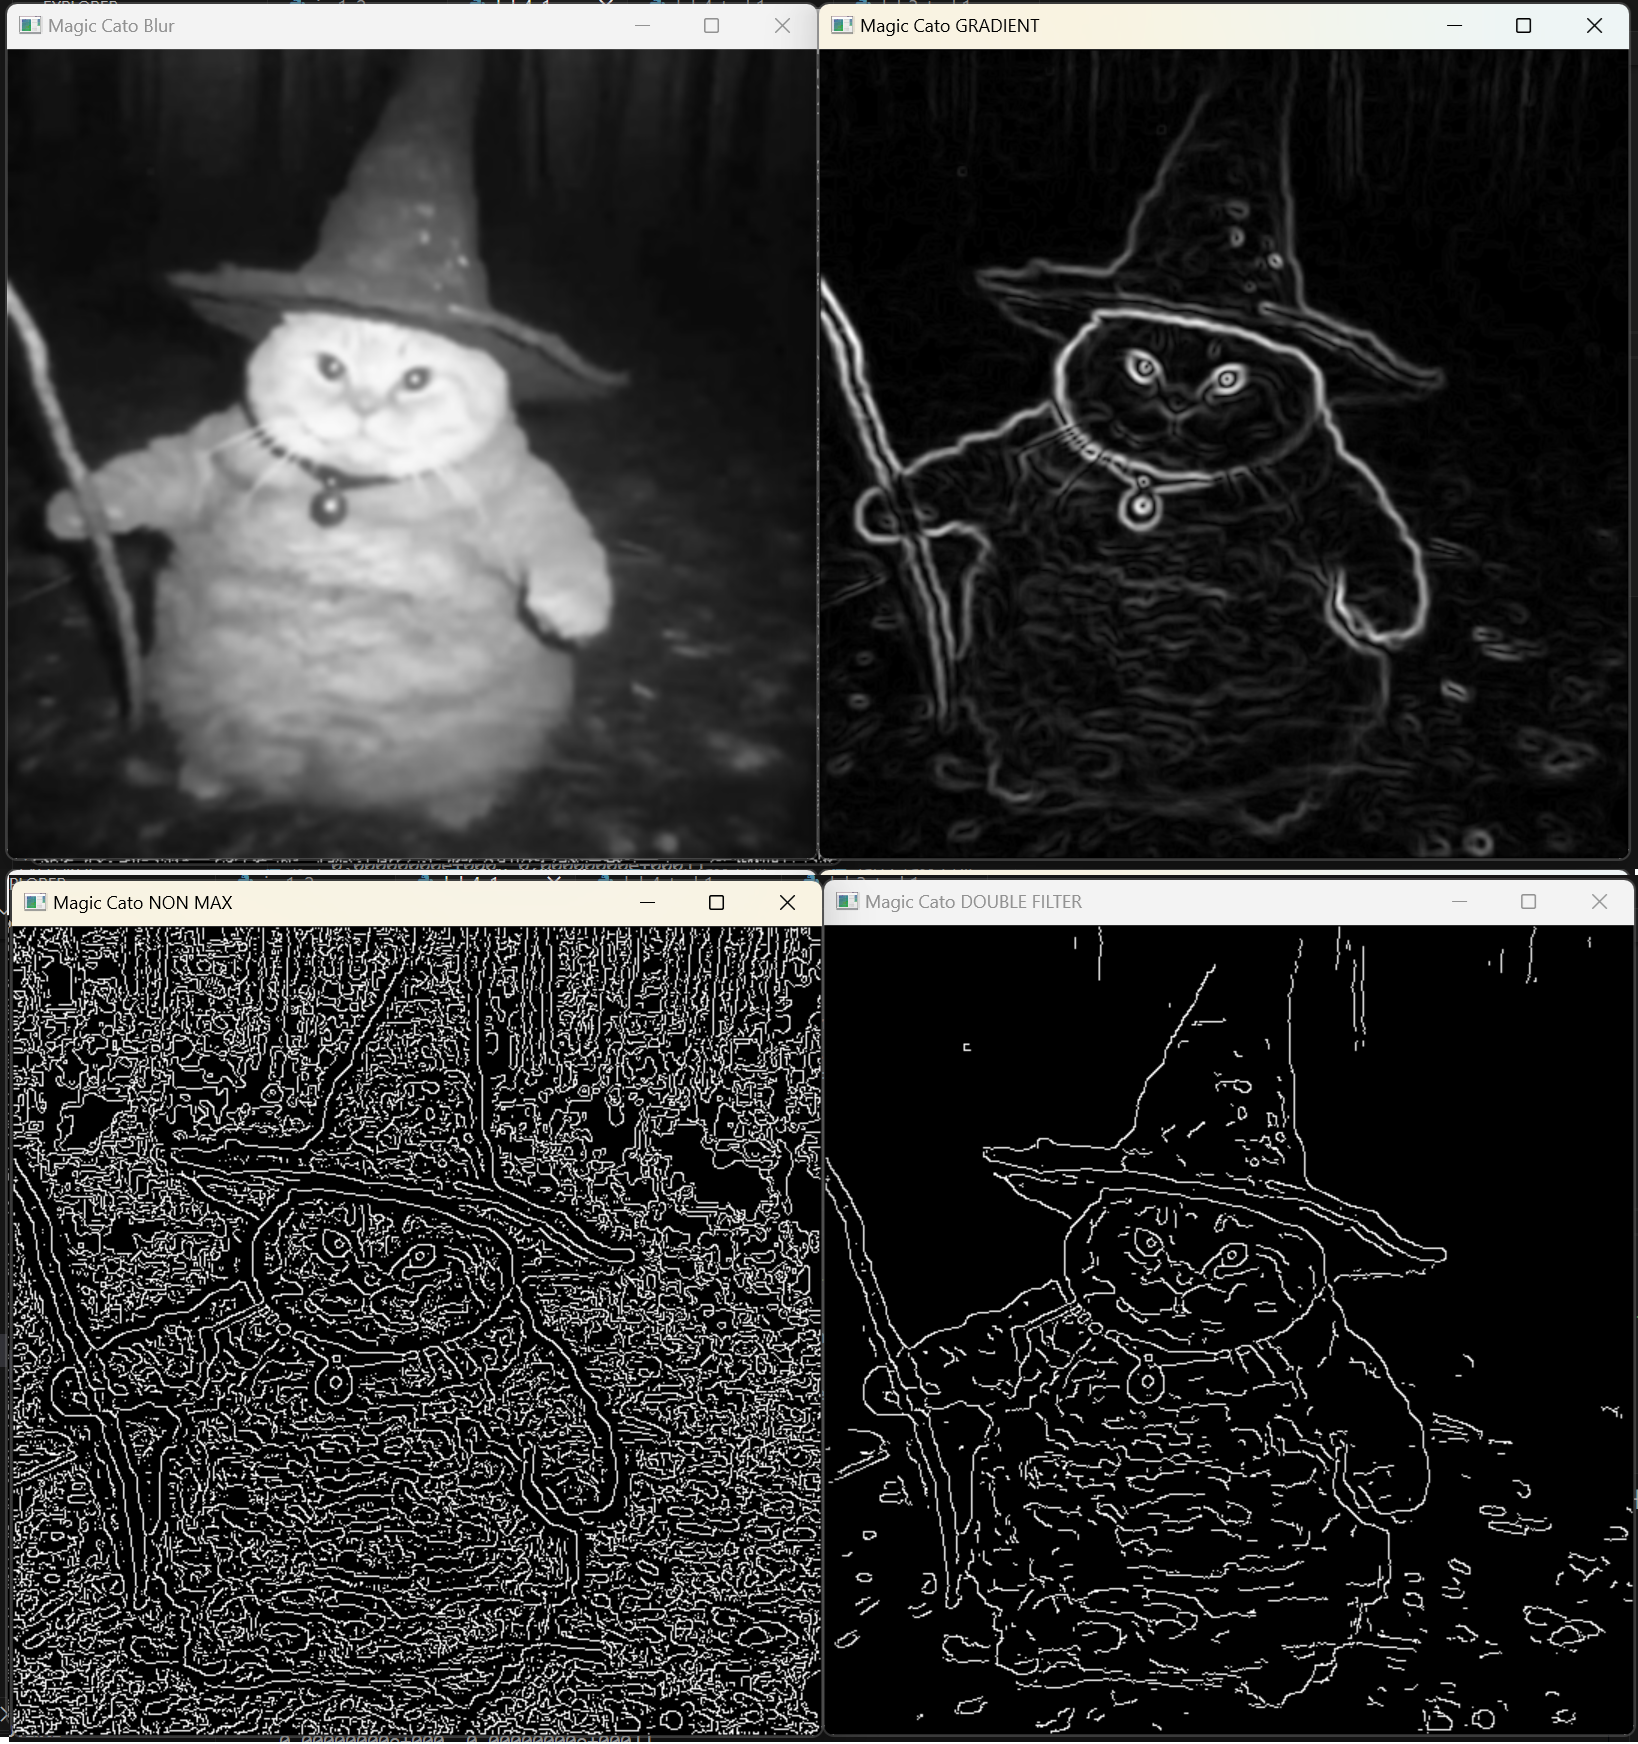 Magic Cato Blur
Magic Cato GRADIENT
Magic Cato NON MAX
Magic Cato DOUBLE FILTER